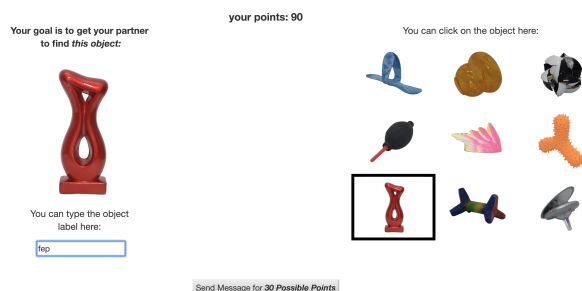 your points: 90
Your goal is to get your partner
to find this object:
You can click on the object here:
You can type the object
label here:
fep
Send Message for 30 Possible Points